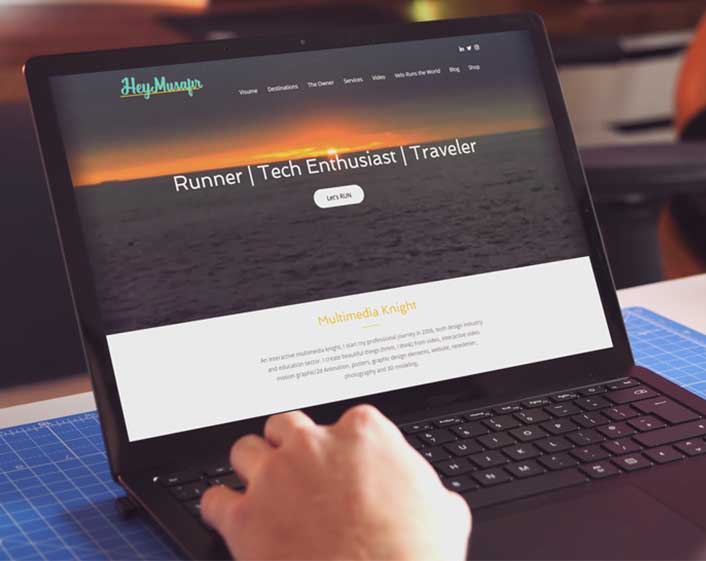 Hey Musafir
Visume Destinations The Owner Services Video Velo Runs the World Blog Shop
Runner | Tech Enthusiast | Traveler
Let's RUN
Multimedia Knight
An interactive multimedia knight, I start my professional journey in 2006, both design industry
and education sector. I create beautiful things thrives, I think) from video, interactive video,
motion graphic/2d Animation, posters, graphic design elements, website, newsletter,
photography and 3D modeling.